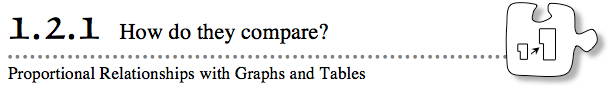 1.2.1 How do they compare?
Proportional Relationships with Graphs and Tables